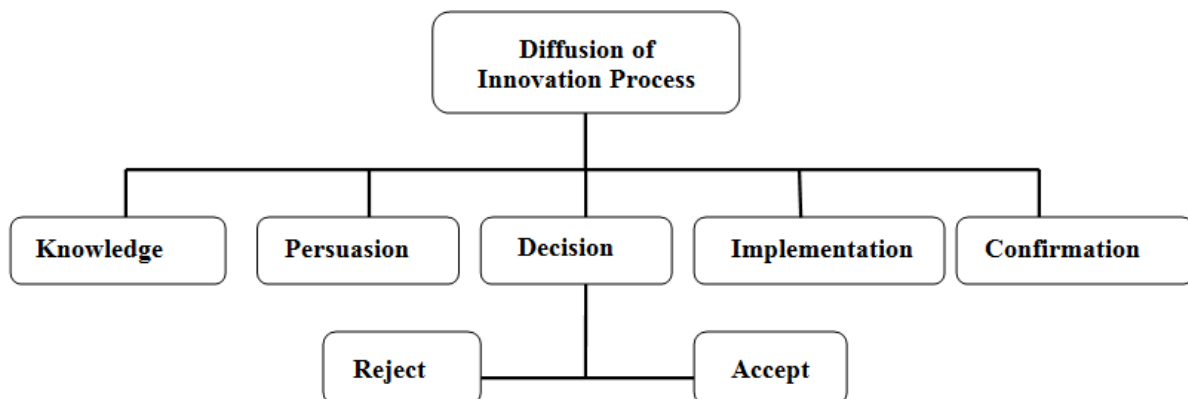 Diffusion of
Innovation Process
Knowledge
Persuasion
Decision
Implementation
Confirmation
Reject
Accept